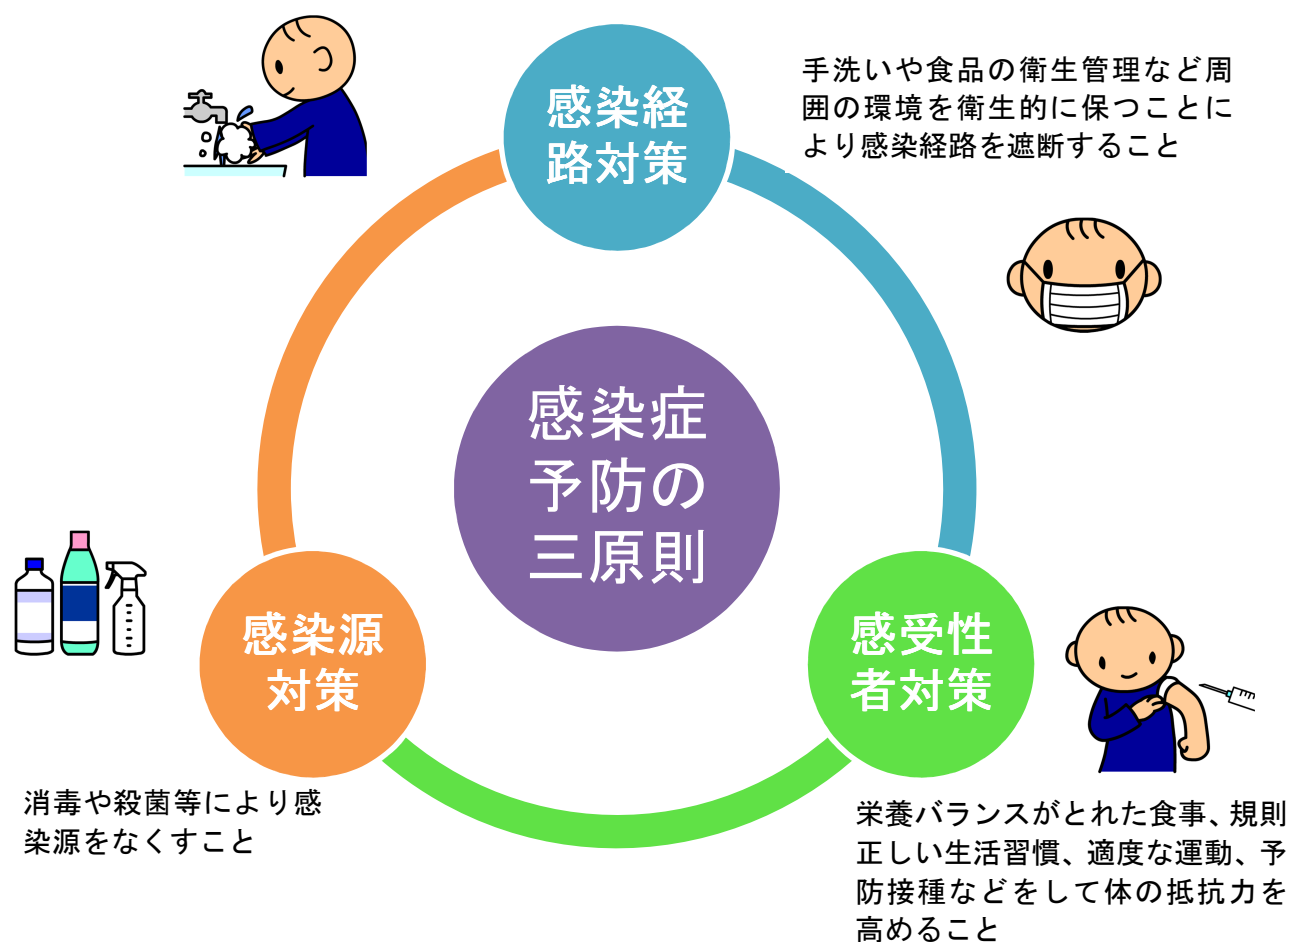 感染経
路対策
手洗いや食品の衛生管理など周
囲の環境を衛生的に保つことに
より感染経路を遮断すること
感染症
予防の
三原則
感染源
対策
感受性
者対策
消毒や殺菌等により感
染源をなくすこと
栄養バランスがとれた食事、規則
正しい生活習慣、適度な運動、予
防接種などをして体の抵抗力を
高めること